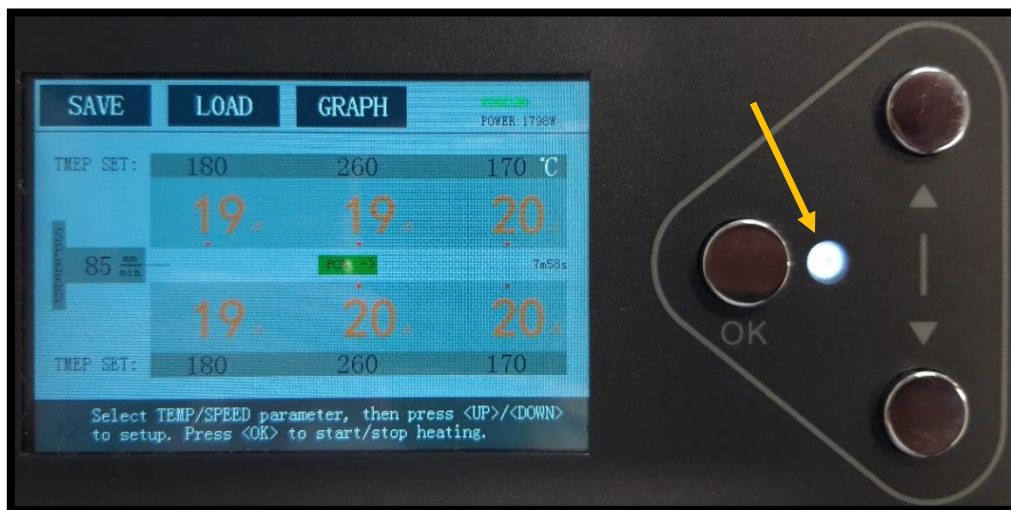 SAVE LOAD GRAPH
POWER:1798W
TMEP SET: 180 260 170 ℃
19 19 20
85 mm/min 7m58s
19 20 20
TMEP SET: 180 260 170
Select TEMP/SPEED parameter, then press <UP>/<DOWN>
>> to setup. Press <OK> to start/stop heating.
OK